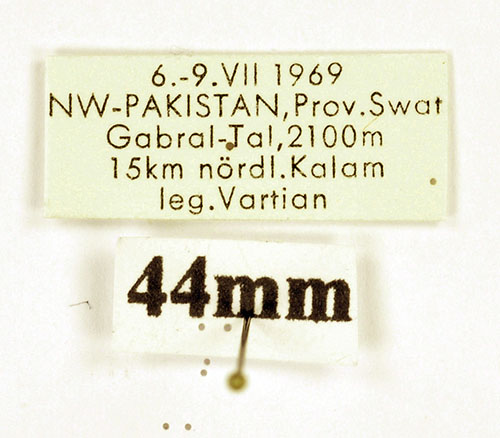 6.-9.VII 1969
NW-PAKISTAN,Prov.Swat
Gabral-Tal,2100m
15km nördl.Kalam
leg.Vartian
44mm